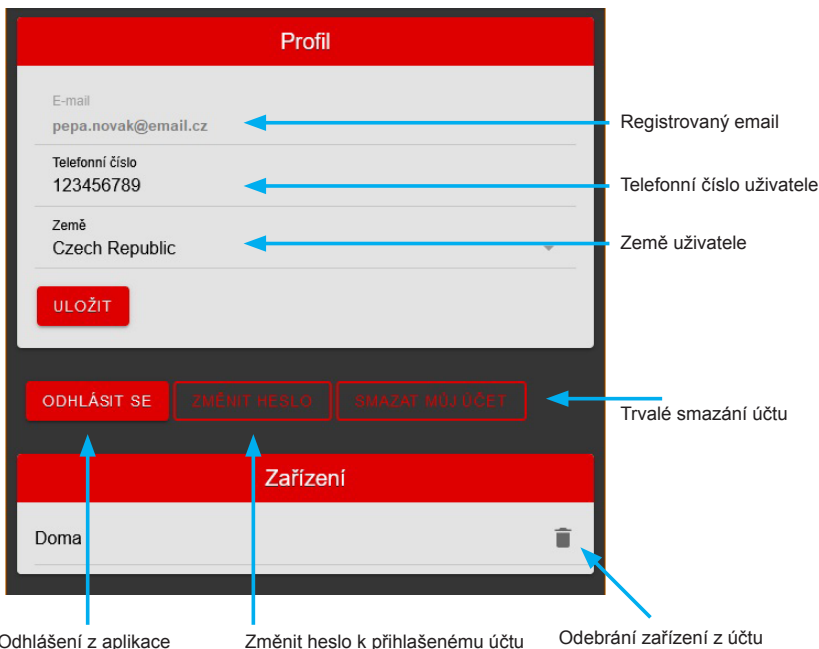 Profil
E-mail
pepa.novak@email.cz
Registrovaný email
Telefonní číslo
123456789
Telefonní číslo uživatele
Země
Czech Republic
Země uživatele
ULOŽIT
ODHLÁSIT SE
ZMĚNIT HESLO
SMAZAT MŮJ ÚČET
Trvalé smazání účtu
Zařízení
Doma
Odhlášení z aplikace
Změnit heslo k přihlašenému účtu
Odebrání zařízení z účtu